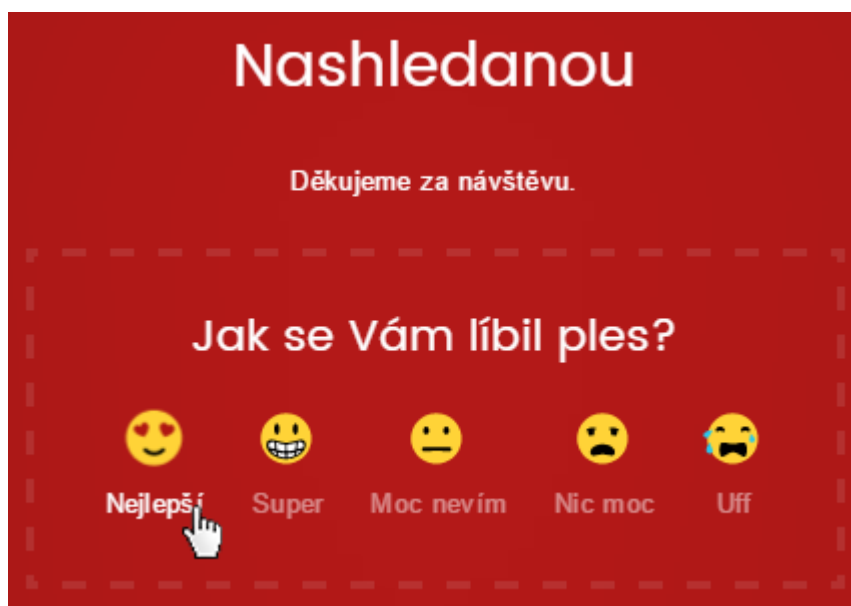 Nashledanou
Děkujeme za návštěvu.
Jak se Vám líbil ples?
Nejlepší Super Moc nevím Nic moc Uff